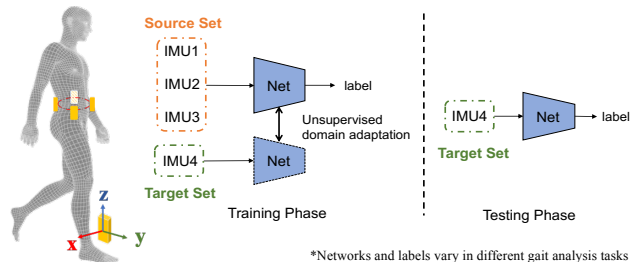 Source Set
IMU1
IMU2
IMU3
Net
label
Unsupervised
domain adaptation
IMU4
Net
Target Set
Training Phase
z
x
y
IMU4
Net
label
Target Set
Testing Phase
*Networks and labels vary in different gait analysis tasks